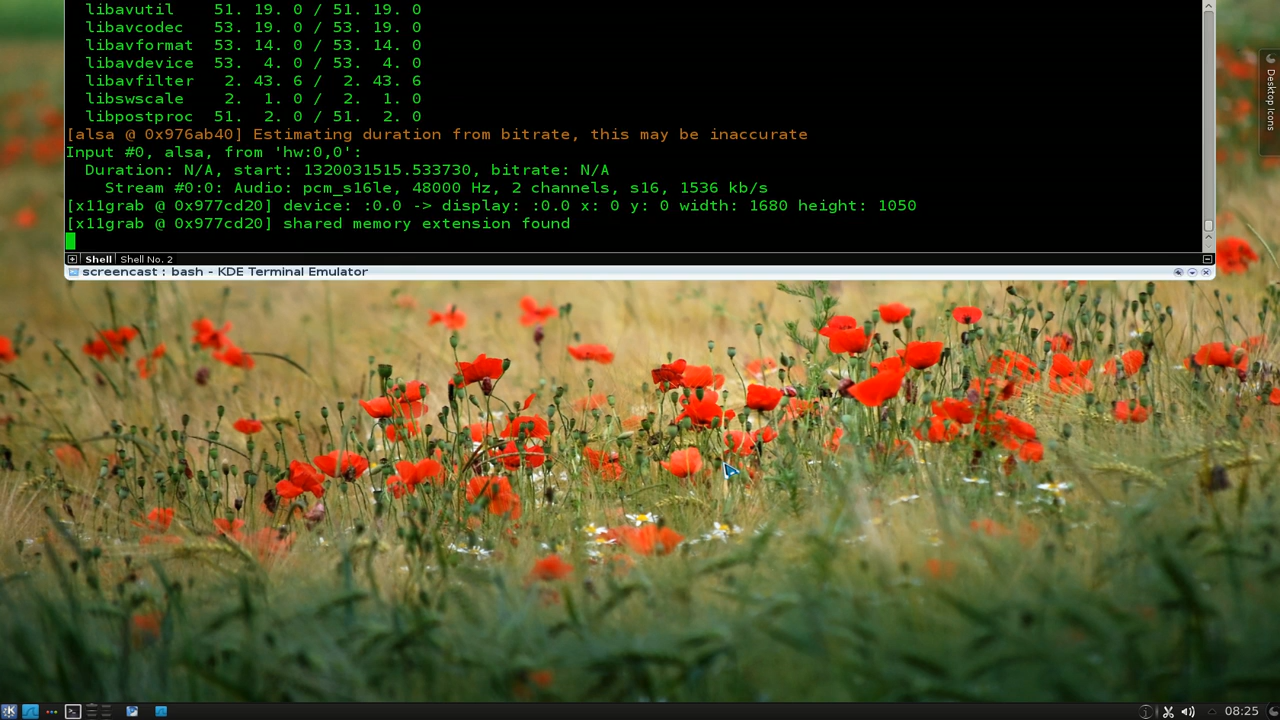 libavutil    51. 19. 0 / 51. 19. 0
libavcodec   53. 19. 0 / 53. 19. 0
libavformat  53. 14. 0 / 53. 14. 0
libavdevice  53.  4. 0 / 53.  4. 0
libavfilter   2. 43. 6 /  2. 43. 6
libswscale    2.  1. 0 /  2.  1. 0
libpostproc  51.  2. 0 / 51.  2. 0
[alsa @ 0x976ab40] Estimating duration from bitrate, this may be inaccurate
Input #0, alsa, from 'hw:0,0':
Duration: N/A, start: 1320031515.533730, bitrate: N/A
Stream #0:0: Audio: pcm_s16le, 48000 Hz, 2 channels, s16, 1536 kb/s
[x11grab @ 0x977cd20] device: :0.0 -> display: :0.0 x: 0 y: 0 width: 1680 height: 1050
[x11grab @ 0x977cd20] shared memory extension found
Shell Shell No. 2
screencast : bash - KDE Terminal Emulator
Desktop Icons
08:25